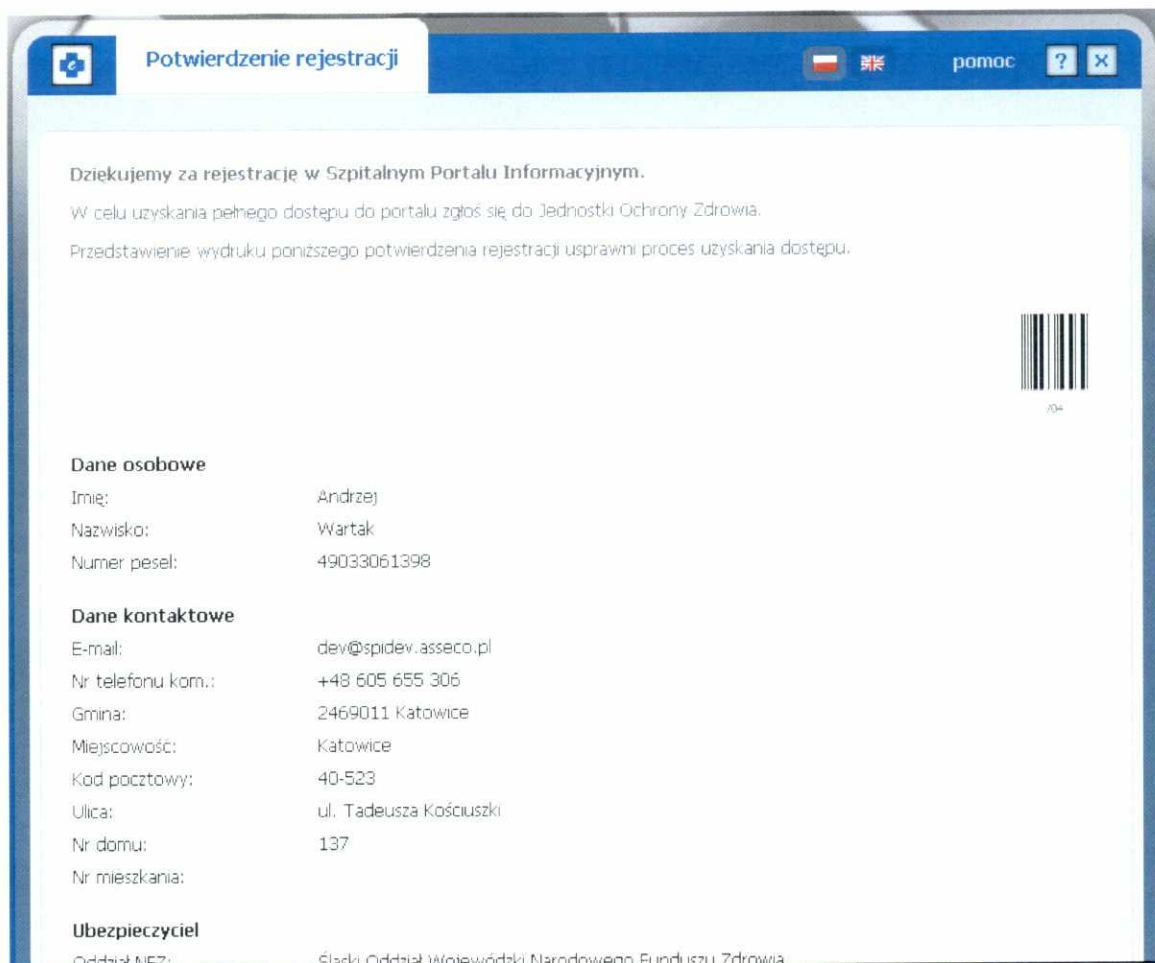 Potwierdzenie rejestracji
pomoc ? x
Dziękujemy za rejestrację w Szpitalnym Portalu Informacyjnym.
W celu uzyskania pełnego dostępu do portalu zgłoś się do Jednostki Ochrony Zdrowia.
Przedstawienie wydruku poniższego potwierdzenia rejestracji usprawni proces uzyskania dostępu.
704
Dane osobowe
Imię: Andrzej
Nazwisko: Wartak
Numer pesel: 49033061398
Dane kontaktowe
E-mail: dev@spidev.asseco.pl
Nr telefonu kom.: +48 605 655 306
Gmina: 2469011 Katowice
Miejscowość: Katowice
Kod pocztowy: 40-523
Ulica: ul. Tadeusza Kościuszki
Nr domu: 137
Nr mieszkania:
Ubezpieczyciel
Oddział NFZ: Śląski Oddział Wojewódzki Narodowego Funduszu Zdrowia